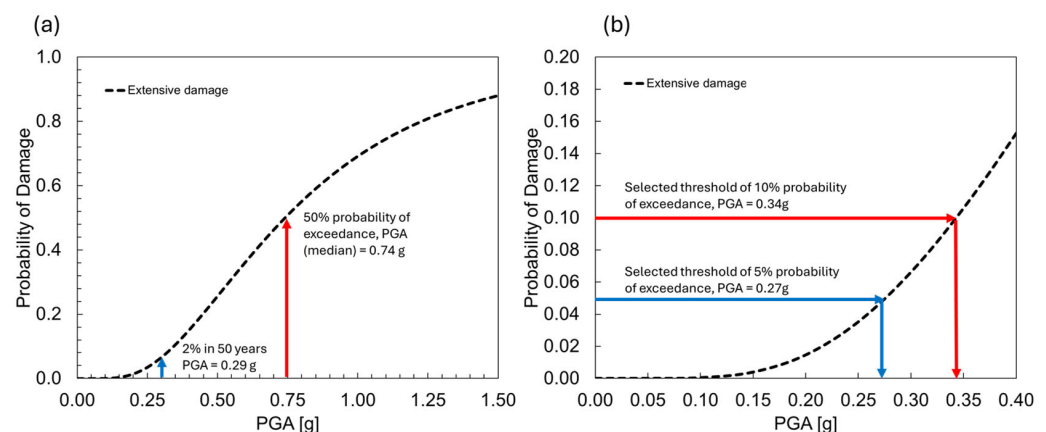 (a)
1.0
0.8
0.6
0.4
0.2
0.0
Probability of Damage
Extensive damage
50% probability of
exceedance, PGA
(median) = 0.74 g
2% in 50 years
PGA = 0.29 g
0.00 0.25 0.50 0.75 1.00 1.25 1.50
PGA [g]
(b)
0.20
0.18
0.16
0.14
0.12
0.10
0.08
0.06
0.04
0.02
0.00
Probability of Damage
Extensive damage
Selected threshold of 10% probability
of exceedance, PGA = 0.34g
Selected threshold of 5% probability
of exceedance, PGA = 0.27g
0.00 0.05 0.10 0.15 0.20 0.25 0.30 0.35 0.40
PGA [g]